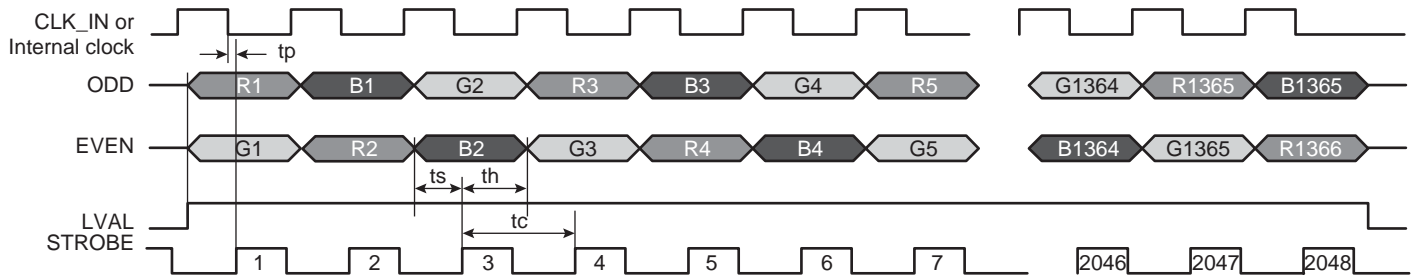 CLK_IN or
Internal clock
tp
ODD R1 B1 G2 R3 B3 G4 R5 G1364 R1365 B1365
EVEN G1 R2 B2 G3 R4 B4 G5 B1364 G1365 R1366
ts th
LVAL
tc
STROBE
1 2 3 4 5 6 7 2046 2047 2048